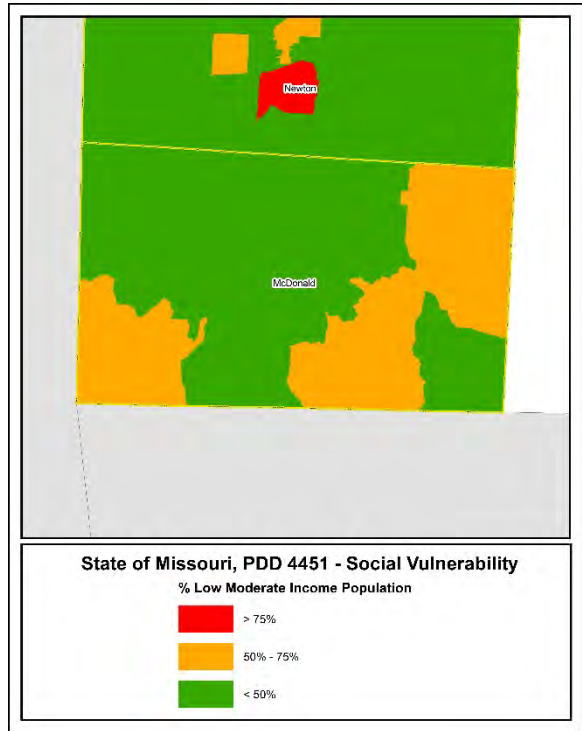 Newton
McDonald
State of Missouri, PDD 4451 - Social Vulnerability
% Low Moderate Income Population
> 75%
50% - 75%
< 50%